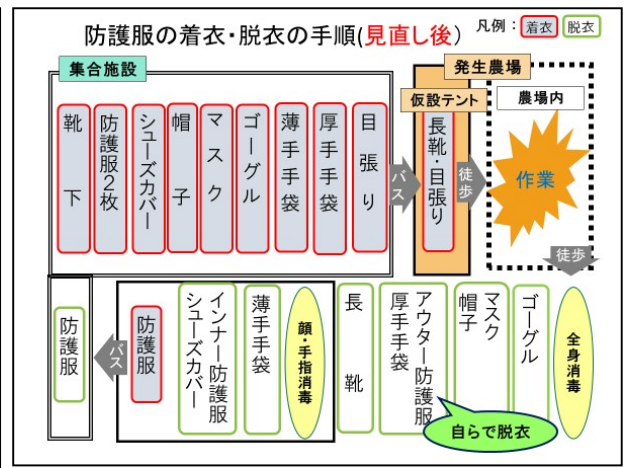 防護服の着衣・脱衣の手順(見直し後)
凡例：着衣 脱衣
集合施設
靴下
防護服2枚
シューズカバー
帽子
マスク
ゴーグル
薄手手袋
厚手手袋
目張り
バス
発生農場
仮設テント
長靴・目張り
徒歩
農場内
作業
徒歩
全身消毒
ゴーグル
マスク
帽子
アウター防護服
厚手手袋
自らで脱衣
長靴
顔・手指消毒
薄手手袋
インナー防護服
シューズカバー
防護服
バス
防護服